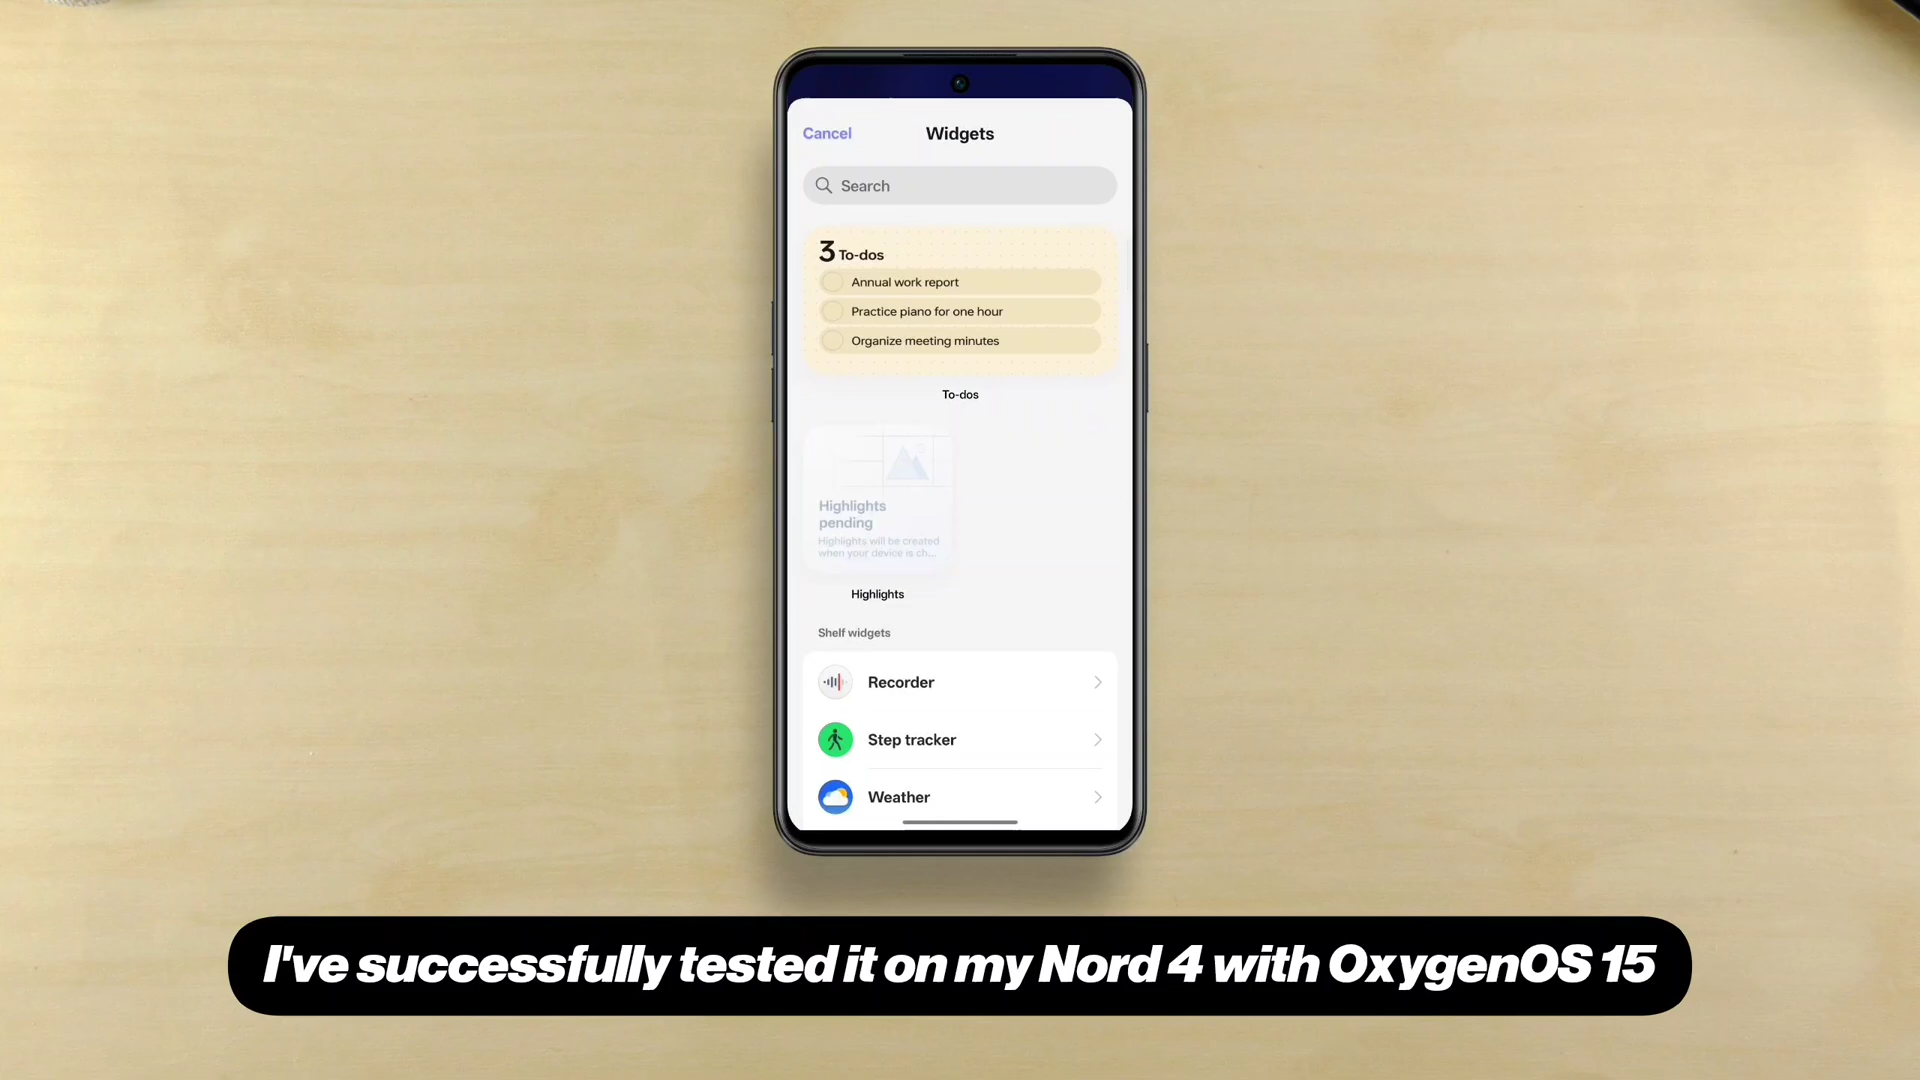 Cancel
Widgets
Search
3 To-dos
Annual work report
Practice piano for one hour
Organize meeting minutes
To-dos
Highlights
pending
Highlights will be created
when your device is ch...
Highlights
Shelf widgets
Recorder
Step tracker
Weather
I've successfully tested it on my Nord 4 with OxygenOS 15